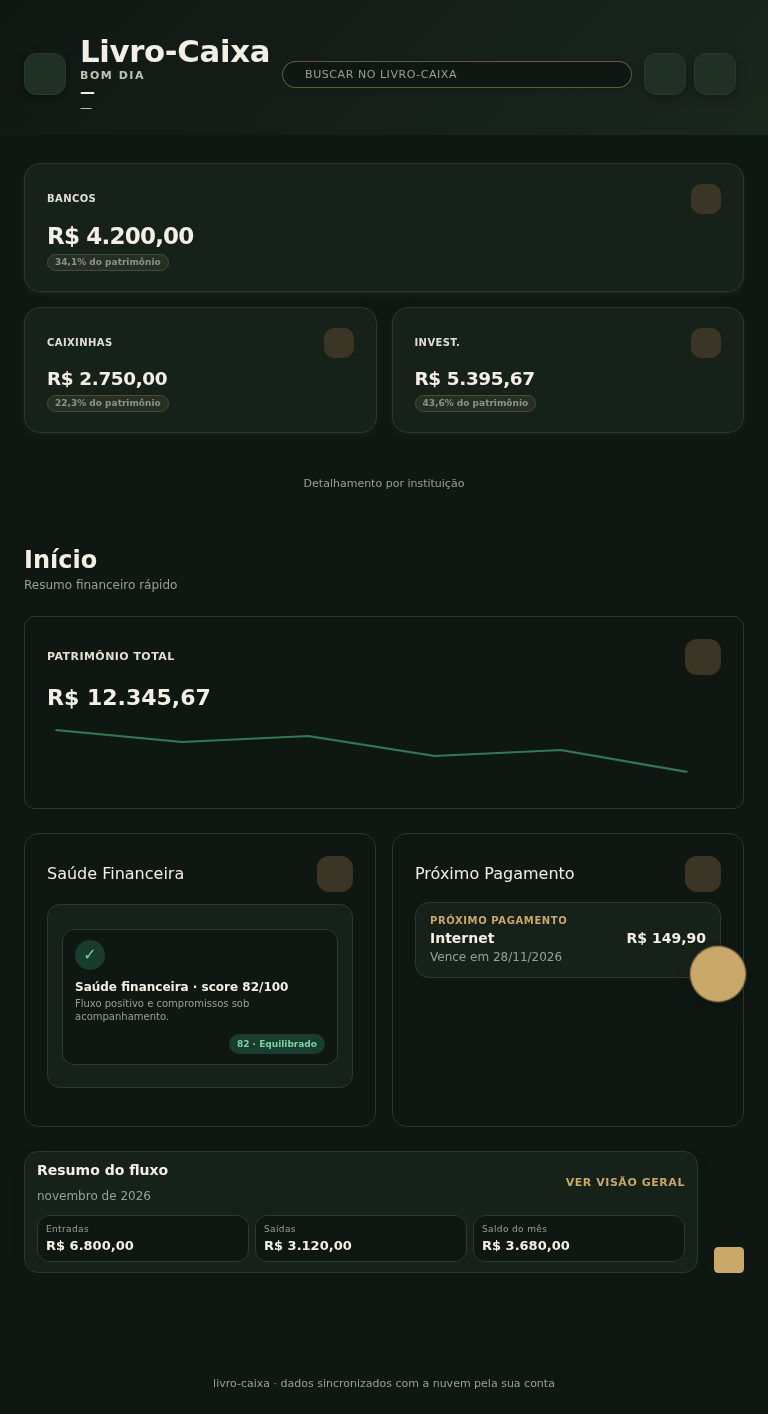 Livro-Caixa
BOM DIA
—
—
BUSCAR NO LIVRO-CAIXA
BANCOS
R$ 4.200,00
34,1% do patrimônio
CAIXINHAS
R$ 2.750,00
22,3% do patrimônio
INVEST.
R$ 5.395,67
43,6% do patrimônio
Detalhamento por instituição
Início
Resumo financeiro rápido
PATRIMÔNIO TOTAL
R$ 12.345,67
Saúde Financeira
✓
Saúde financeira · score 82/100
Fluxo positivo e compromissos sob
acompanhamento.
82 · Equilibrado
Próximo Pagamento
PRÓXIMO PAGAMENTO
Internet R$ 149,90
Vence em 28/11/2026
Resumo do fluxo
novembro de 2026
VER VISÃO GERAL
Entradas
R$ 6.800,00
Saídas
R$ 3.120,00
Saldo do mês
R$ 3.680,00
livro-caixa · dados sincronizados com a nuvem pela sua conta